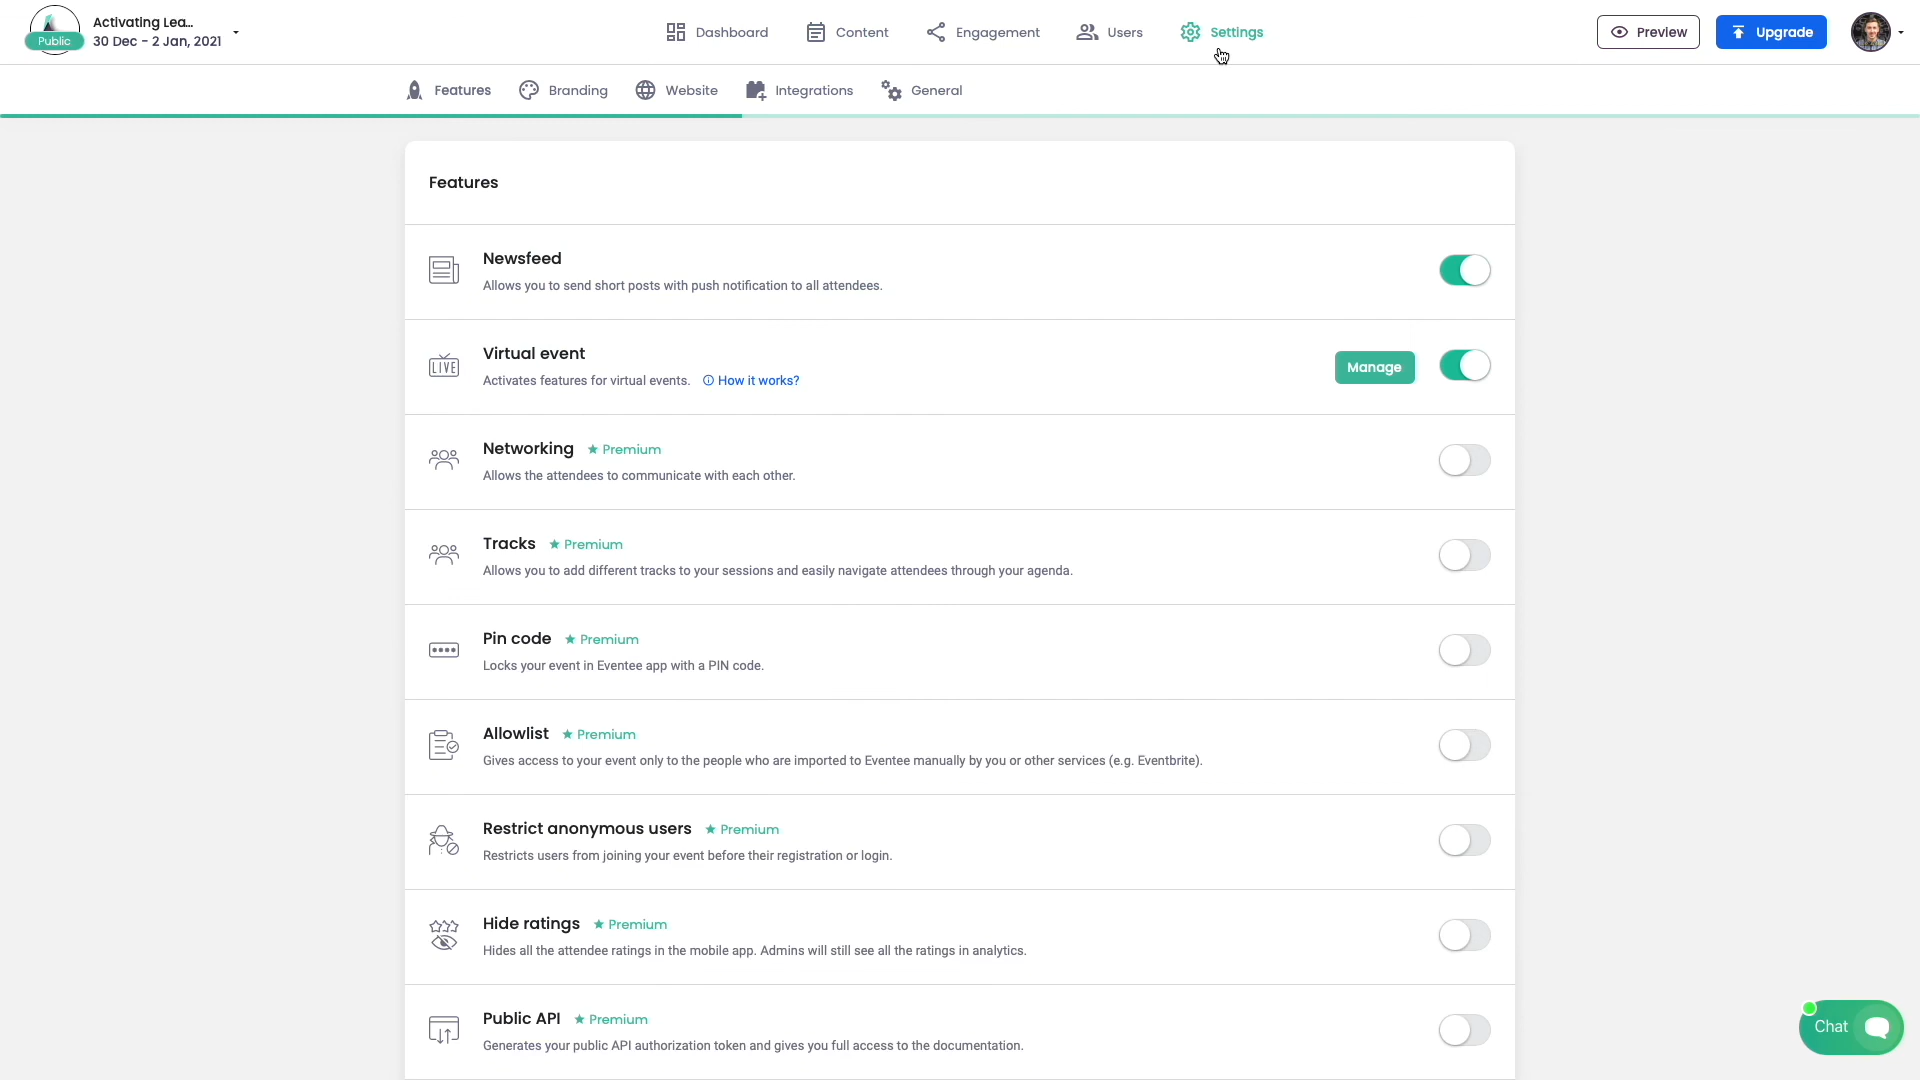 Activating Lea...
Public
30 Dec - 2 Jan, 2021
Dashboard
Content
Engagement
Users
Settings
Preview
Upgrade
Features
Branding
Website
Integrations
General
Features
Newsfeed
Allows you to send short posts with push notification to all attendees.
Virtual event
Activates features for virtual events. How it works?
LIVE
Manage
Networking Premium
Allows the attendees to communicate with each other.
Tracks Premium
Allows you to add different tracks to your sessions and easily navigate attendees through your agenda.
Pin code Premium
Locks your event in Eventee app with a PIN code.
Allowlist Premium
Gives access to your event only to the people who are imported to Eventee manually by you or other services (e.g. Eventbrite).
Restrict anonymous users Premium
Restricts users from joining your event before their registration or login.
Hide ratings Premium
Hides all the attendee ratings in the mobile app. Admins will still see all the ratings in analytics.
Public API Premium
Generates your public API authorization token and gives you full access to the documentation.
Chat